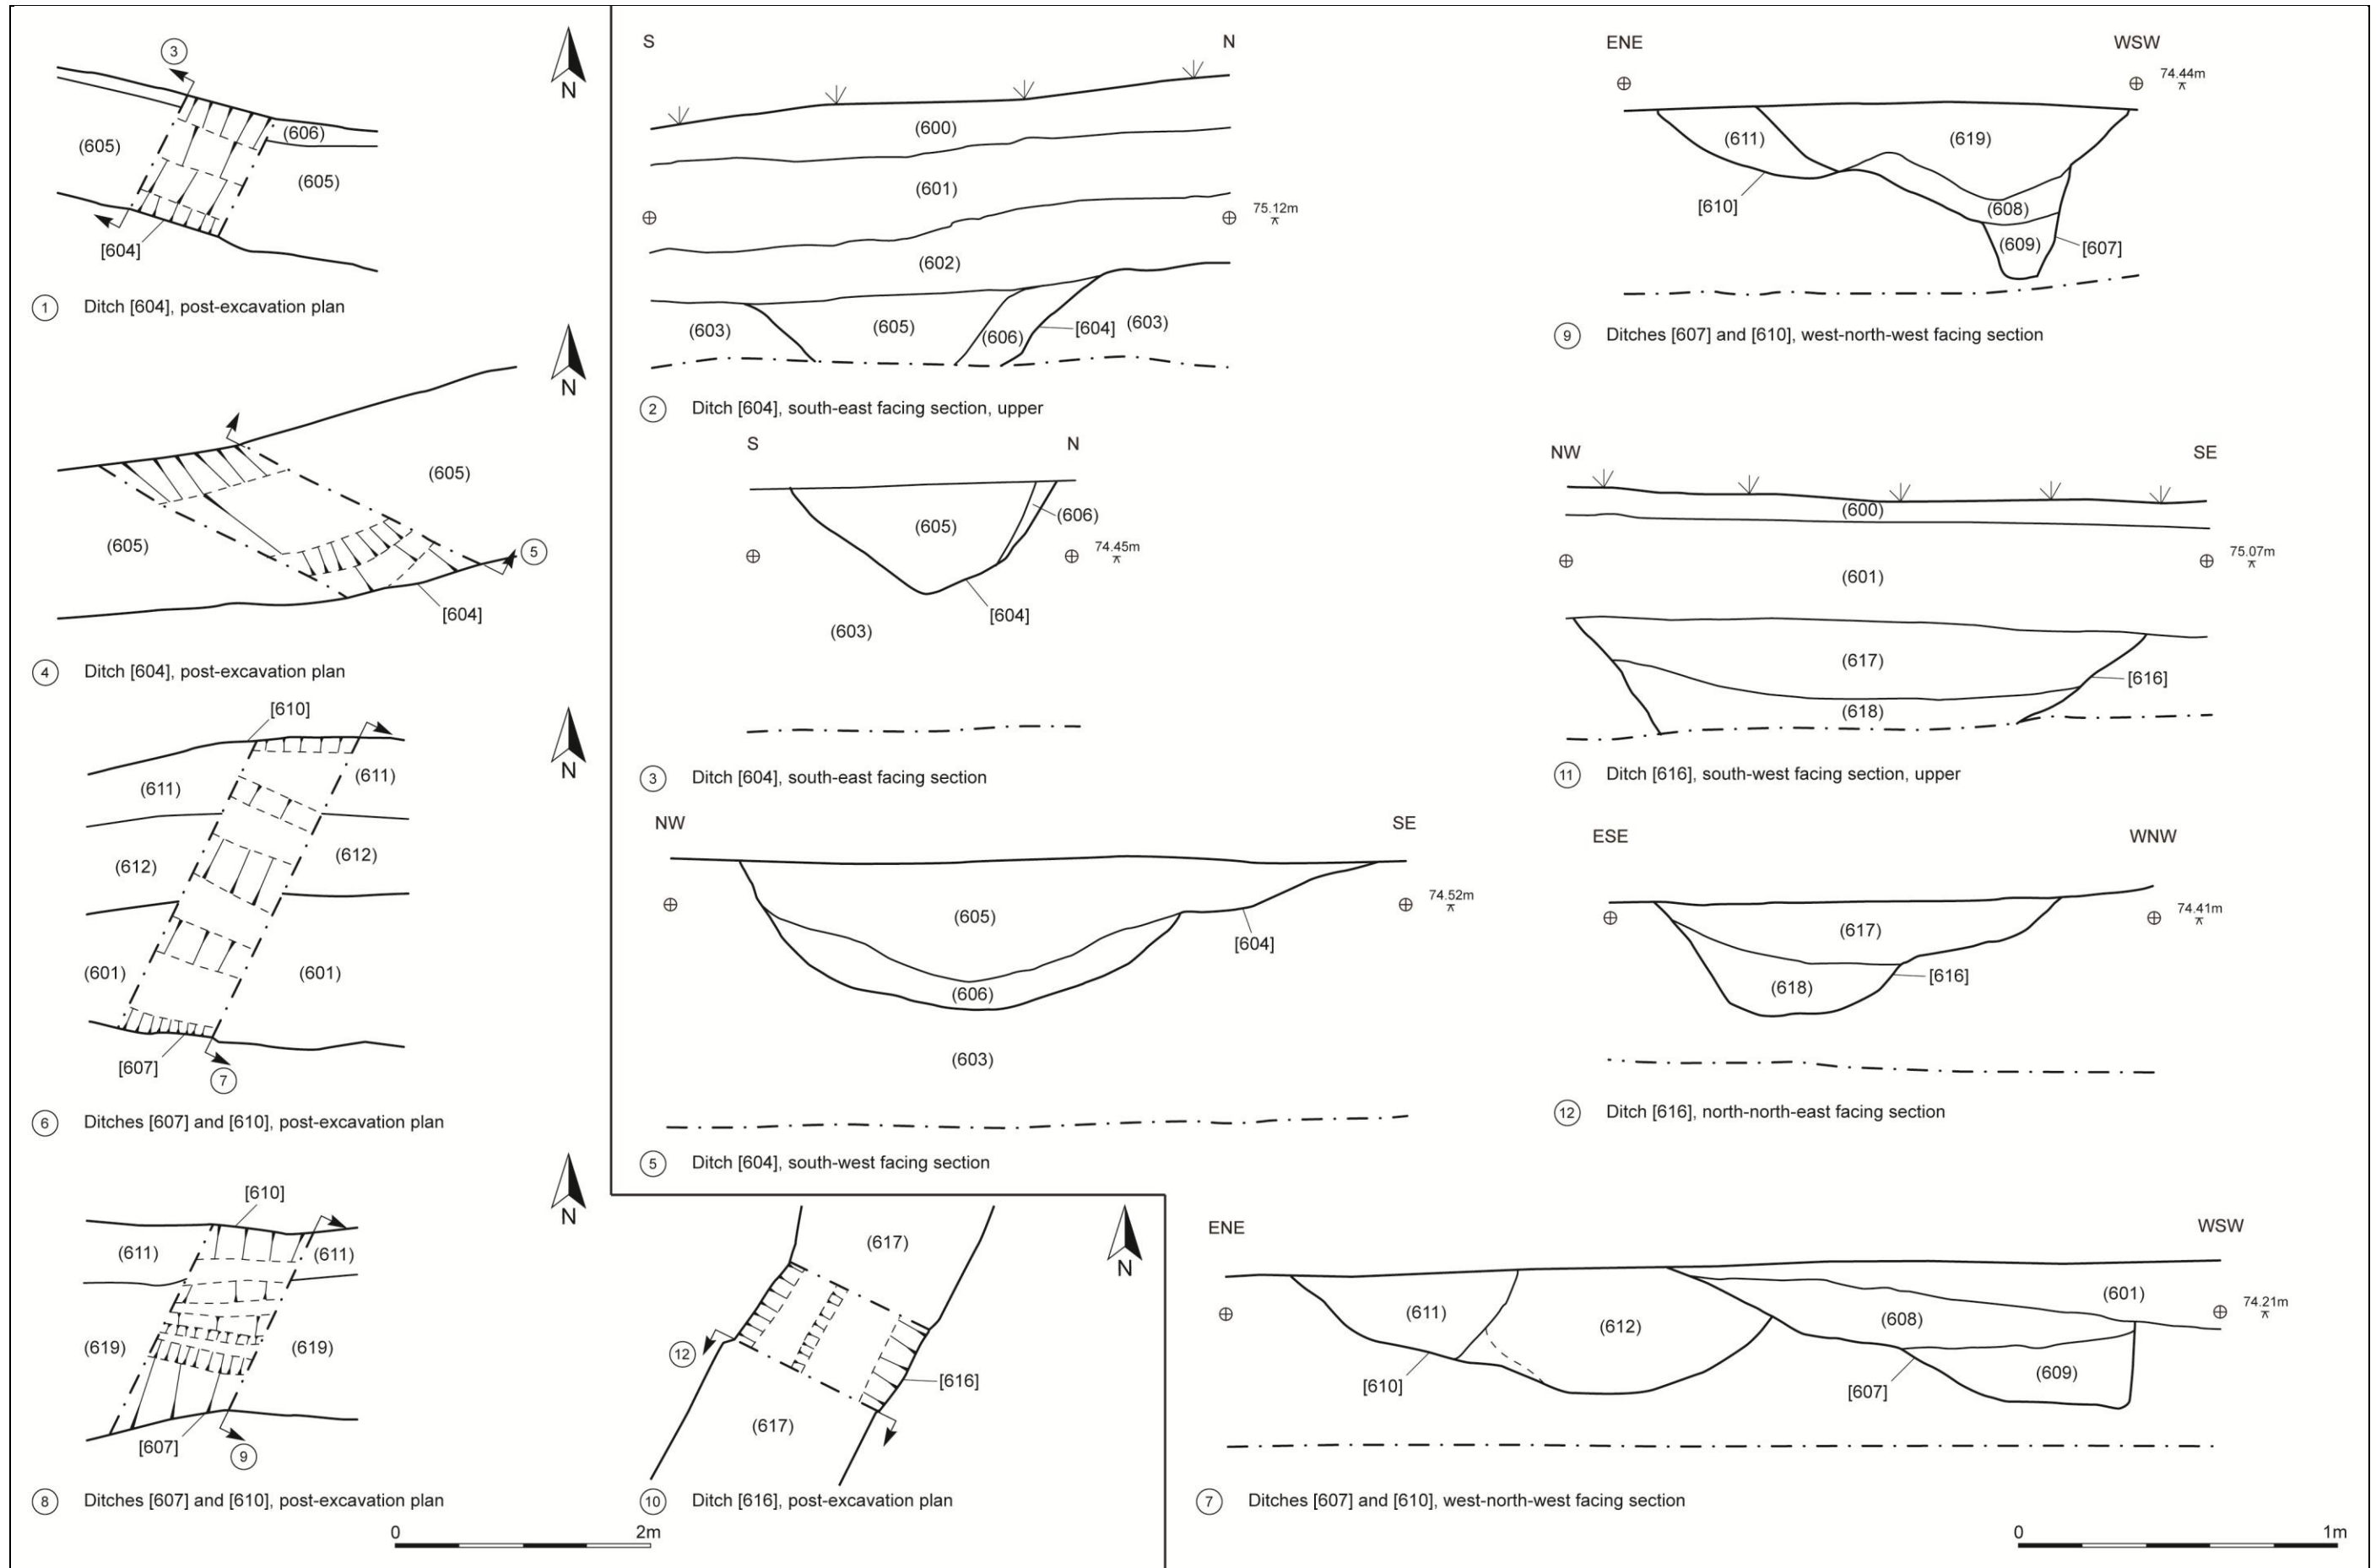 3
(605)
(606)
(605)
[604]
N
1 Ditch [604], post-excavation plan
N
(605)
(605)
5
[604]
4 Ditch [604], post-excavation plan
[610]
N
(611)
(611)
(612)
(612)
(601)
(601)
[607]
7
6 Ditches [607] and [610], post-excavation plan
N
[610]
(611)
(611)
(619)
(619)
[607]
9
8 Ditches [607] and [610], post-excavation plan
0 2m
S N
(600)
(601)
75.12m
(602)
(603)
(605)
(606)
[604]
(603)
2 Ditch [604], south-east facing section, upper
S N
(605)
(606)
74.45m
[604]
(603)
3 Ditch [604], south-east facing section
NW SE
74.52m
(605)
[604]
(606)
(603)
5 Ditch [604], south-west facing section
(617)
N
12
[616]
(617)
10 Ditch [616], post-excavation plan
ENE WSW
74.44m
(611)
(619)
[610]
(608)
(609)
[607]
9 Ditches [607] and [610], west-north-west facing section
NW SE
(600)
75.07m
(601)
(617)
[616]
(618)
11 Ditch [616], south-west facing section, upper
ESE WNW
74.41m
(617)
[616]
(618)
12 Ditch [616], north-north-east facing section
ENE WSW
(601)
74.21m
(611)
(612)
(608)
[610]
[607]
(609)
7 Ditches [607] and [610], west-north-west facing section
0 1m